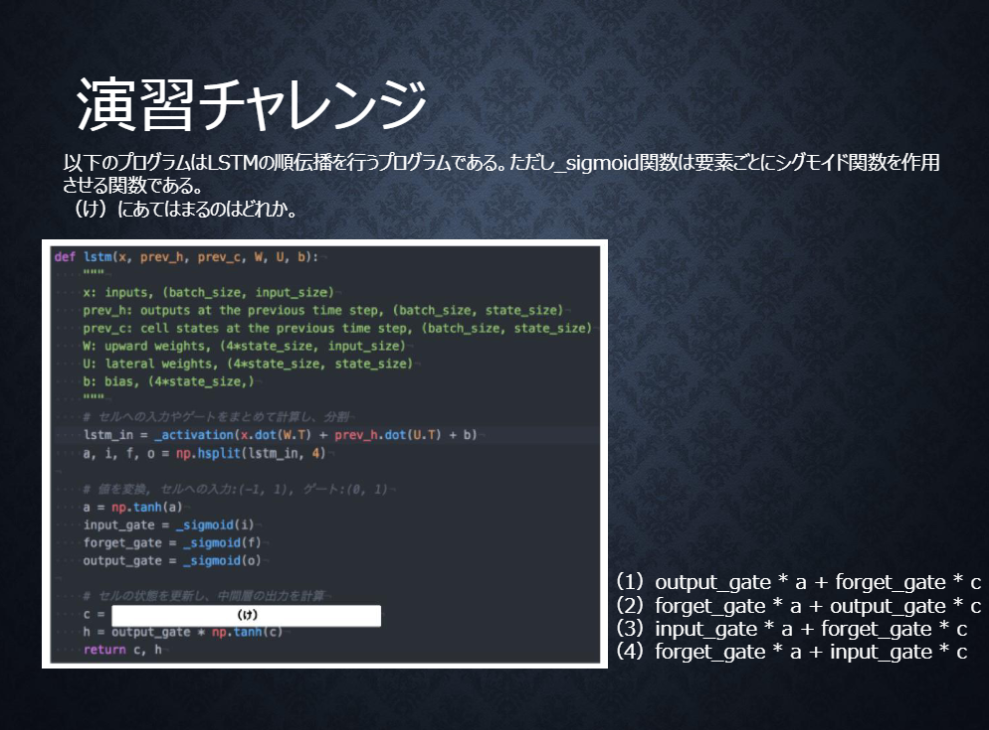 演習チャレンジ
以下のプログラムはLSTMの順伝播を行うプログラムである。ただし_sigmoid関数は要素ごとにシグモイド関数を作用
させる関数である。
（け）にあてはまるのはどれか。
def lstm(x, prev_h, prev_c, W, U, b):
"""
x: inputs, (batch_size, input_size)
prev_h: outputs at the previous time step, (batch_size, state_size)
prev_c: cell states at the previous time step, (batch_size, state_size)
W: upward weights, (4*state_size, input_size)
U: lateral weights, (4*state_size, state_size)
b: bias, (4*state_size,)
"""
# セルへの入力やゲートをまとめて計算し、分割
lstm_in = _activation(x.dot(W.T) + prev_h.dot(U.T) + b)
a, i, f, o = np.hsplit(lstm_in, 4)
# 値を変換, セルへの入力:(-1, 1), ゲート:(0, 1)
a = np.tanh(a)
input_gate = _sigmoid(i)
forget_gate = _sigmoid(f)
output_gate = _sigmoid(o)
# セルの状態を更新し、中間層の出力を計算
c = （け）
h = output_gate * np.tanh(c)
return c, h
（1）output_gate * a + forget_gate * c
（2）forget_gate * a + output_gate * c
（3）input_gate * a + forget_gate * c
（4）forget_gate * a + input_gate * c